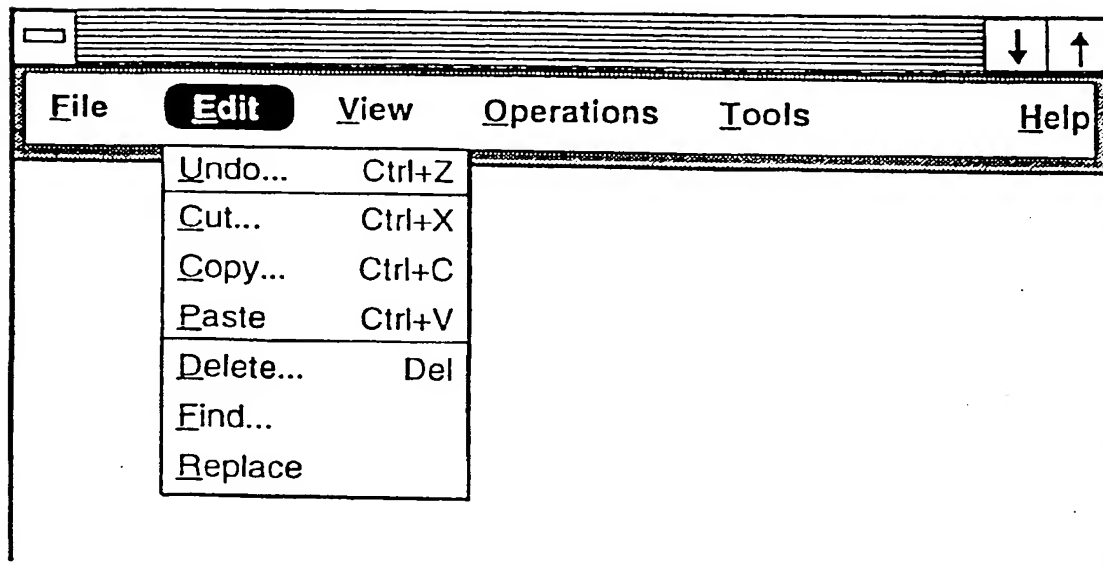 File Edit View Operations Tools Help
Undo... Ctrl+Z
Cut... Ctrl+X
Copy... Ctrl+C
Paste Ctrl+V
Delete... Del
Find...
Replace